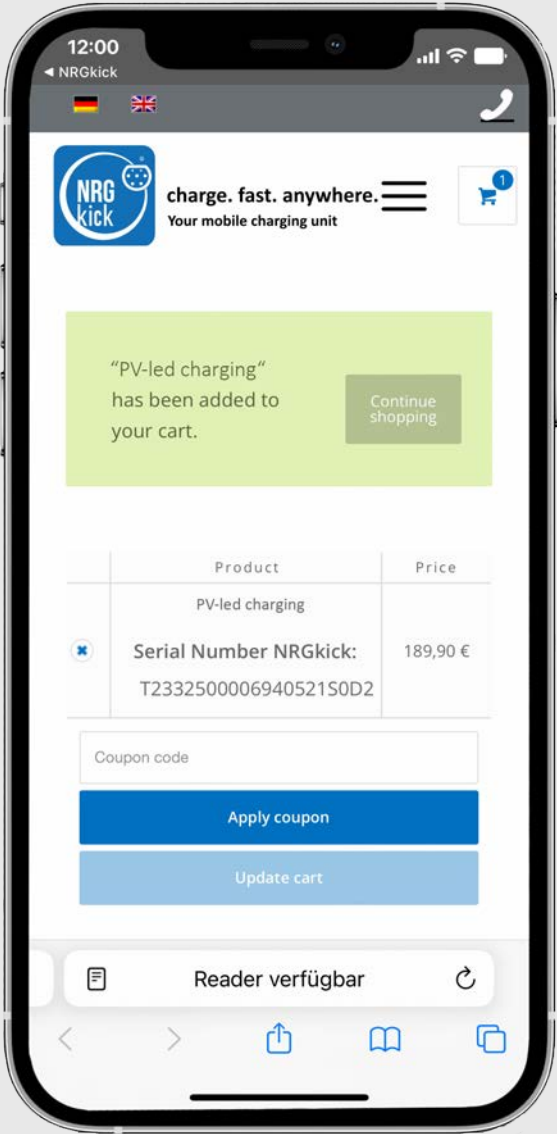 12:00
◀ NRGkick
NRG
kick
charge. fast. anywhere.
Your mobile charging unit
1
“PV-led charging“
has been added to
your cart.
Continue
shopping
Product Price
PV-led charging
Serial Number NRGkick:
T2332500006940521S0D2
189,90 €
Coupon code
Apply coupon
Update cart
Reader verfügbar